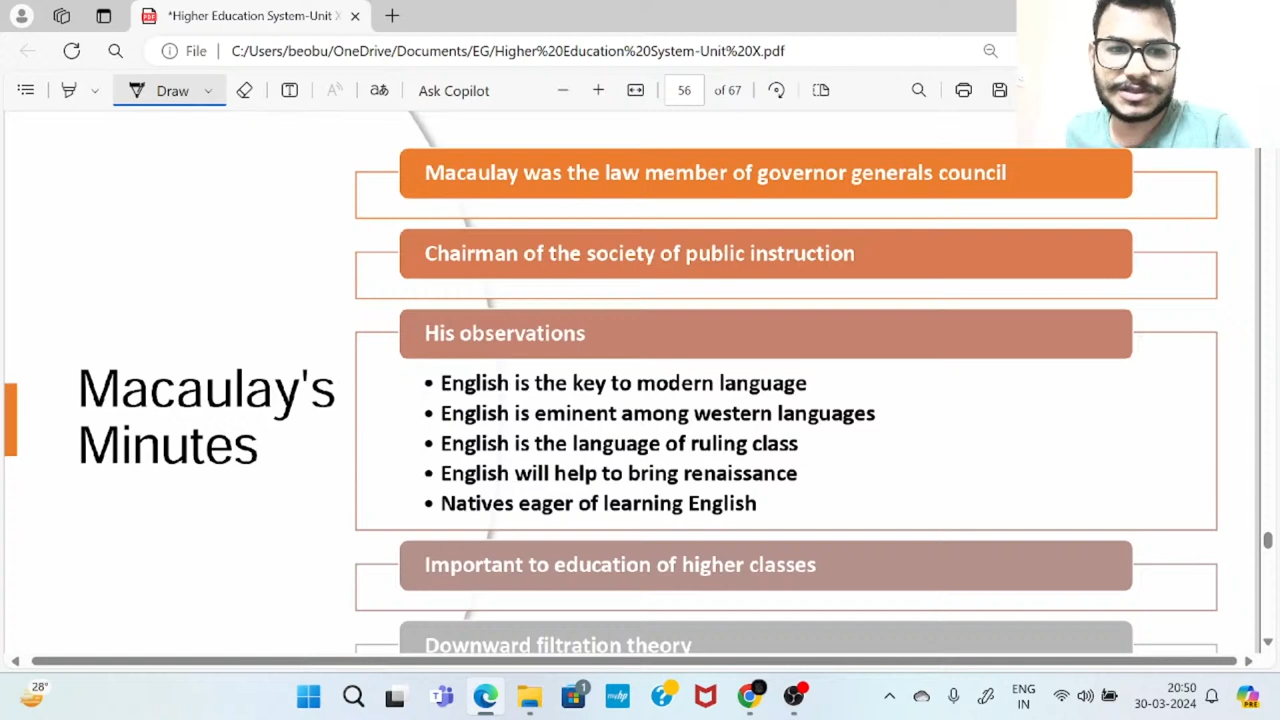 *Higher Education System-Unit X
File
C:/Users/beobu/OneDrive/Documents/EG/Higher%20Education%20System-Unit%20X.pdf
Draw
Ask Copilot
56 of 67
Macaulay's
Minutes
Macaulay was the law member of governor generals council
Chairman of the society of public instruction
His observations
• English is the key to modern language
• English is eminent among western languages
• English is the language of ruling class
• English will help to bring renaissance
• Natives eager of learning English
Important to education of higher classes
Downward filtration theory
28°
ENG
IN
20:50
30-03-2024